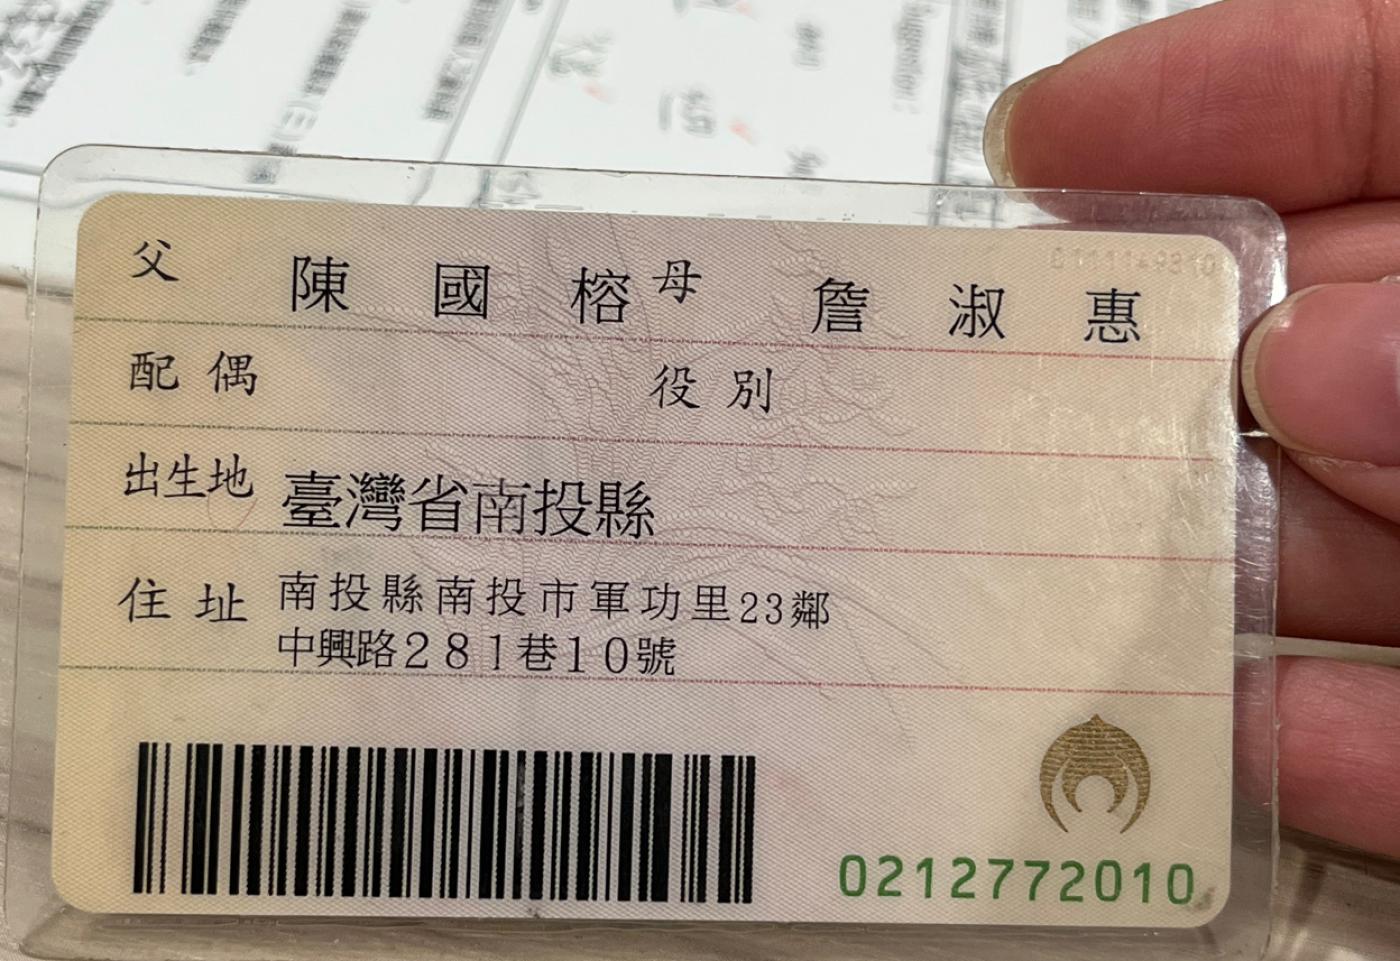 父 陳國榕 母 詹淑惠
配偶 役別
出生地 臺灣省南投縣
住址 南投縣南投市軍功里23鄰
中興路281巷10號
0212772010